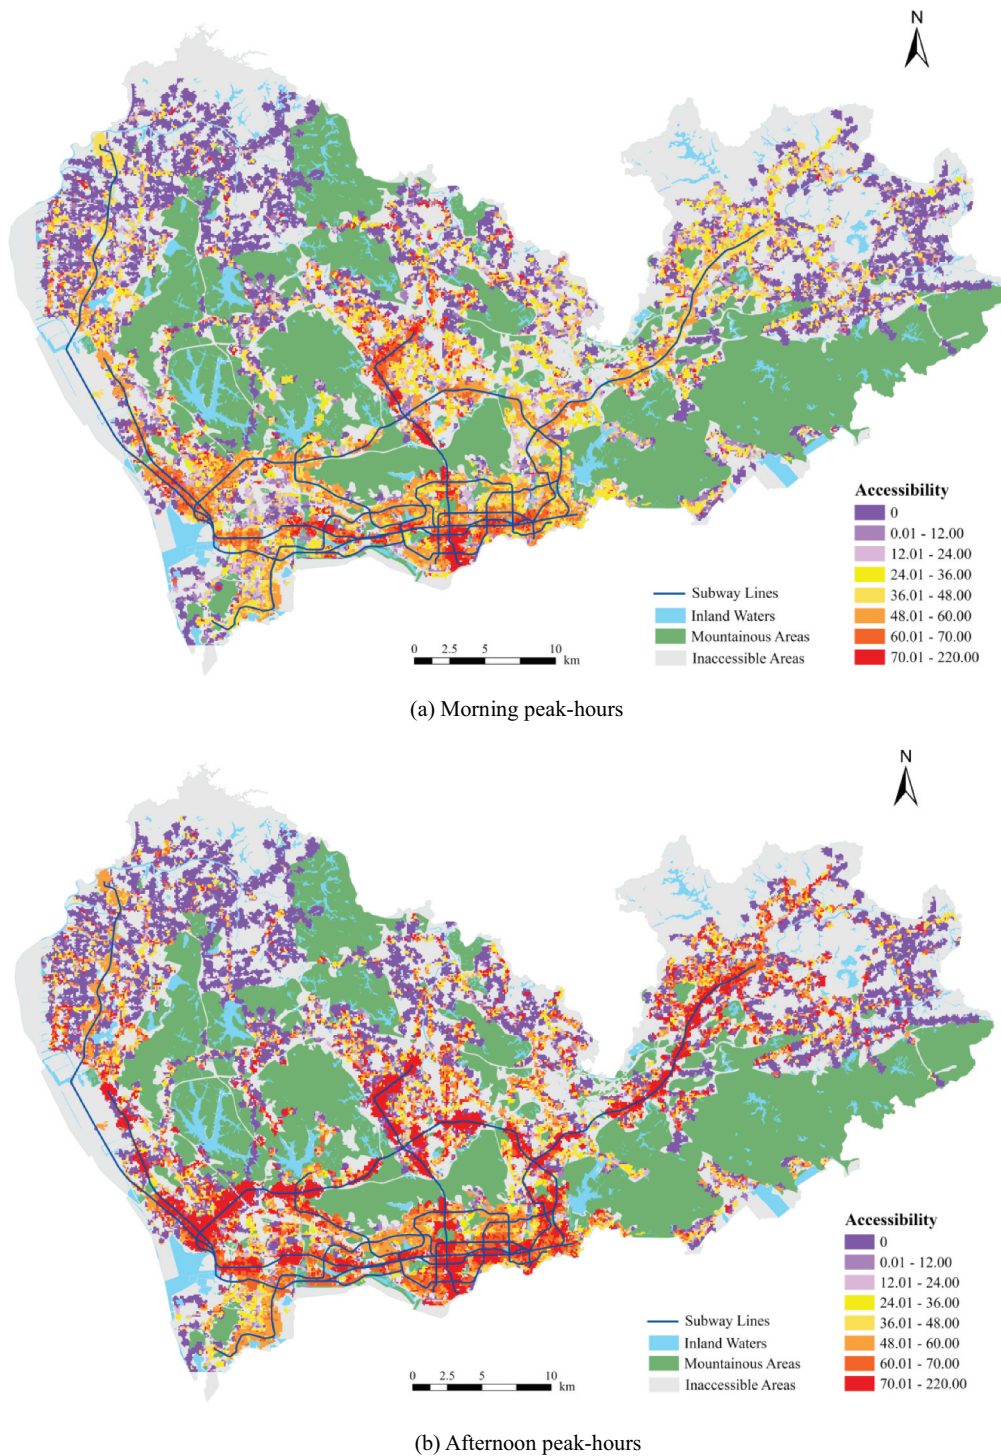 N
Accessibility
0
0.01 - 12.00
12.01 - 24.00
24.01 - 36.00
36.01 - 48.00
48.01 - 60.00
60.01 - 70.00
70.01 - 220.00
Subway Lines
Inland Waters
Mountainous Areas
Inaccessible Areas
0 2.5 5 10
km
(a) Morning peak-hours
N
Accessibility
0
0.01 - 12.00
12.01 - 24.00
24.01 - 36.00
36.01 - 48.00
48.01 - 60.00
60.01 - 70.00
70.01 - 220.00
Subway Lines
Inland Waters
Mountainous Areas
Inaccessible Areas
0 2.5 5 10
km
(b) Afternoon peak-hours